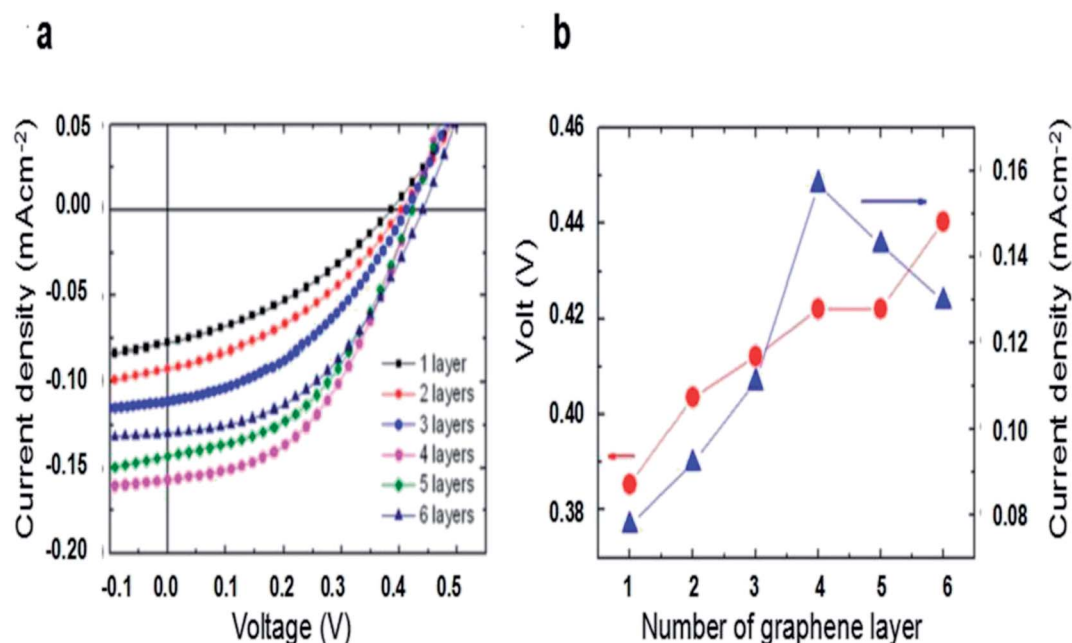 a
Current density (mAcm-2)
0.05
0.00
-0.05
-0.10
-0.15
-0.20
-0.1 0.0 0.1 0.2 0.3 0.4 0.5
Voltage (V)
1 layer
2 layers
3 layers
4 layers
5 layers
6 layers
b
Volt (V)
0.46
0.44
0.42
0.40
0.38
1 2 3 4 5 6
Number of graphene layer
0.16
0.14
0.12
0.10
0.08
Current density (mAcm-2)